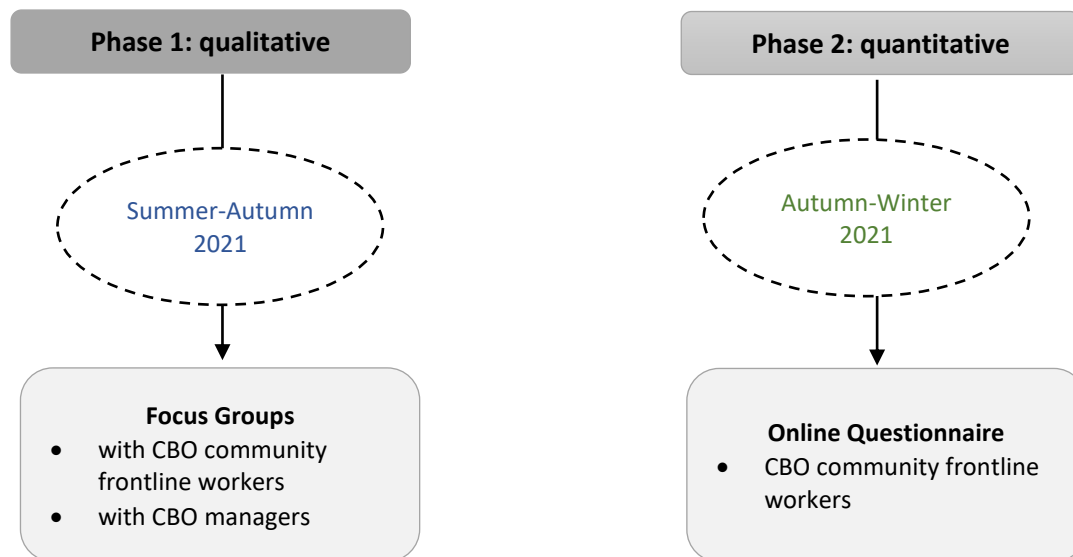 Phase 1: qualitative
Summer-Autumn
2021
Focus Groups
• with CBO community
frontline workers
• with CBO managers
Phase 2: quantitative
Autumn-Winter
2021
Online Questionnaire
• CBO community frontline
workers